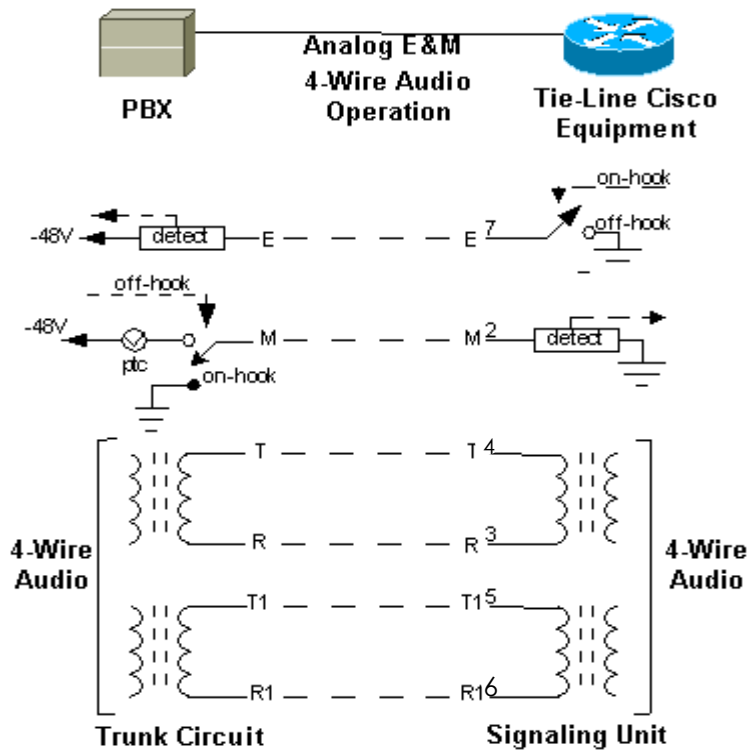 Analog E&M
4-Wire Audio
Operation
PBX
Tie-Line Cisco
Equipment
on-hook
-48V
detect
E
E
7
off-hook
off-hook
-48V
ptc
M
M
2
detect
on-hook
T
T
4
4-Wire
Audio
R
R
3
4-Wire
Audio
T1
T1
5
R1
R1
6
Trunk Circuit
Signaling Unit